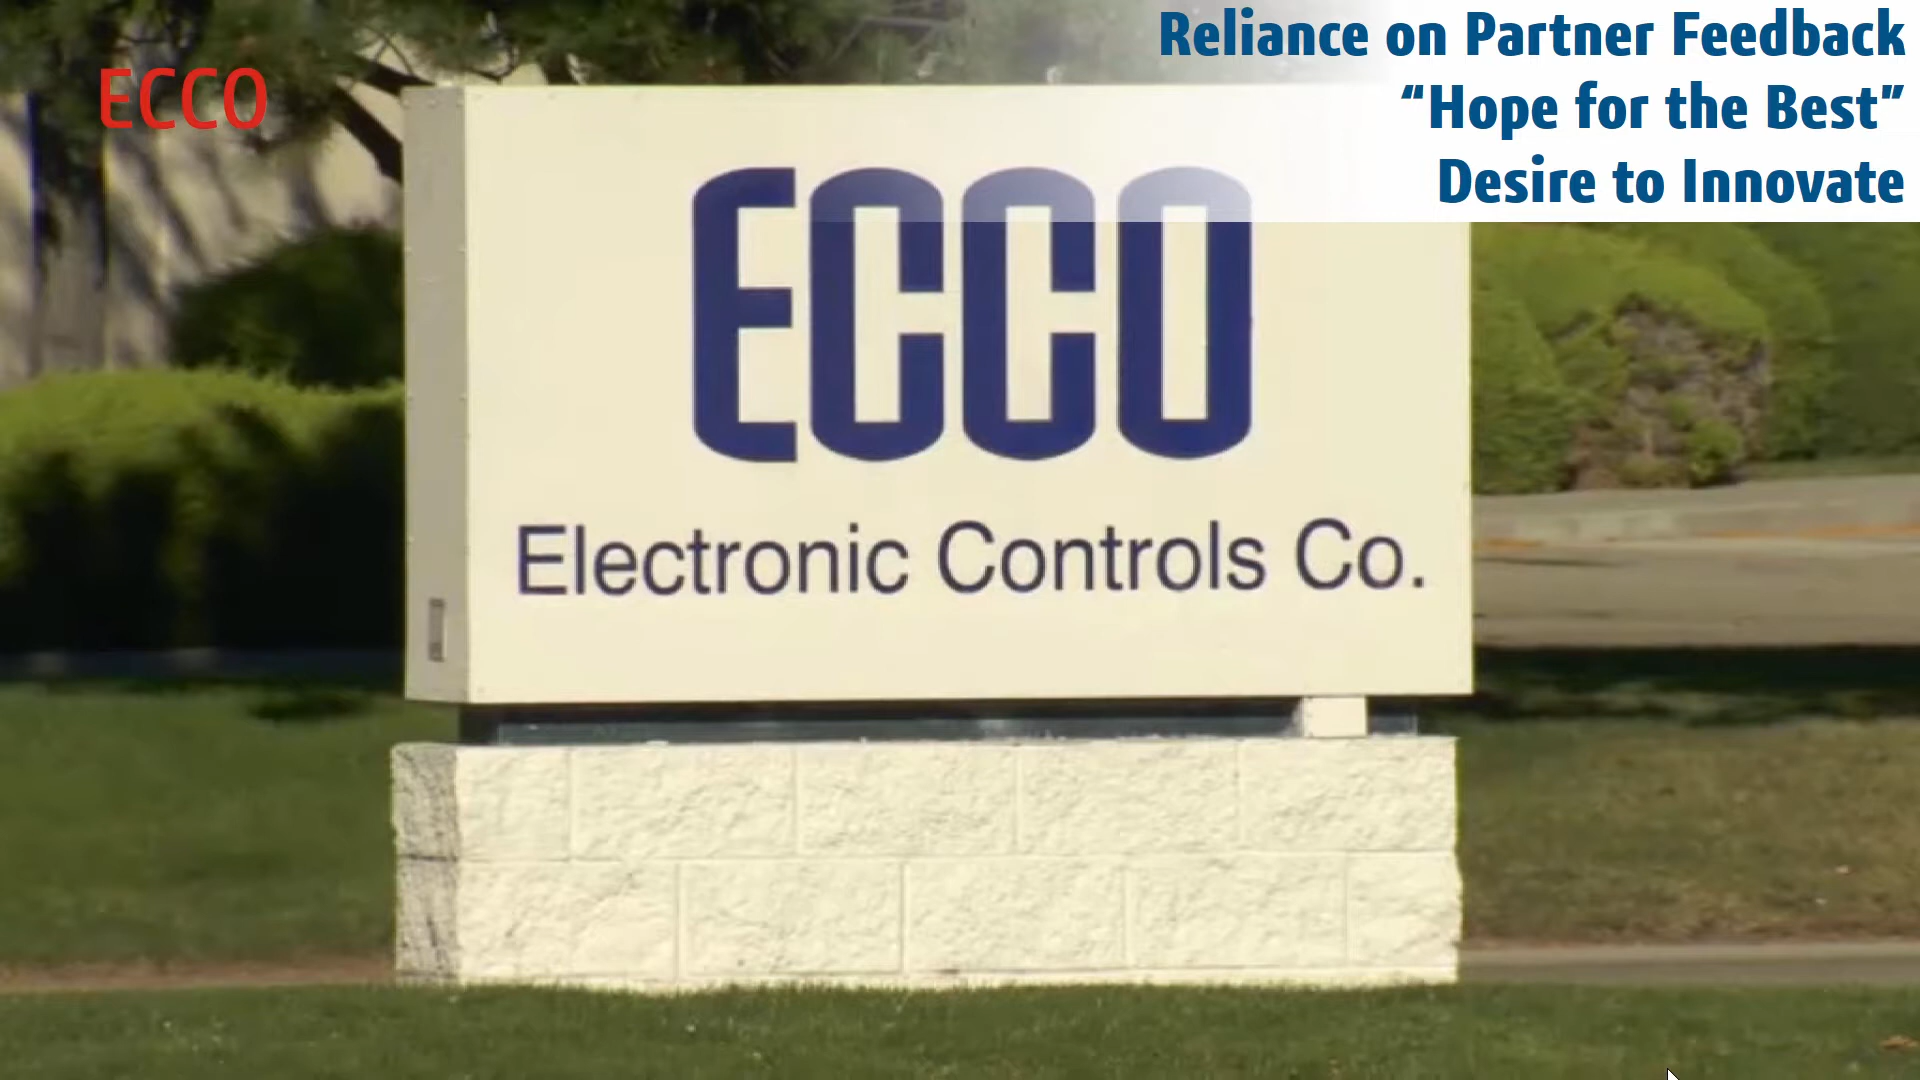 ECCO
Reliance on Partner Feedback
“Hope for the Best”
Desire to Innovate
ECCO
Electronic Controls Co.